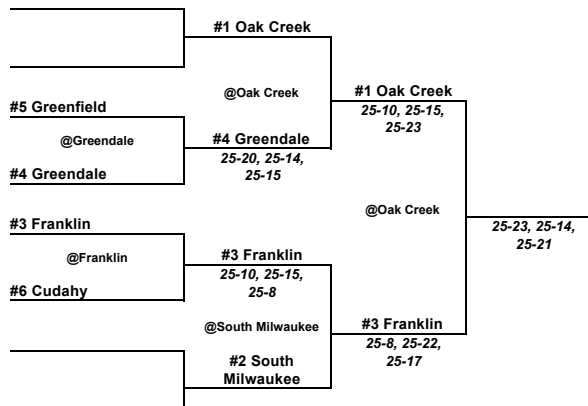 #1 Oak Creek
@Oak Creek
#1 Oak Creek
25-10, 25-15,
25-23
#5 Greenfield
@Greendale
#4 Greendale
25-20, 25-14,
25-15
#4 Greendale
@Oak Creek
25-23, 25-14,
25-21
#3 Franklin
@Franklin
#3 Franklin
25-10, 25-15,
25-8
#6 Cudahy
@South Milwaukee
#3 Franklin
25-8, 25-22,
25-17
#2 South
Milwaukee